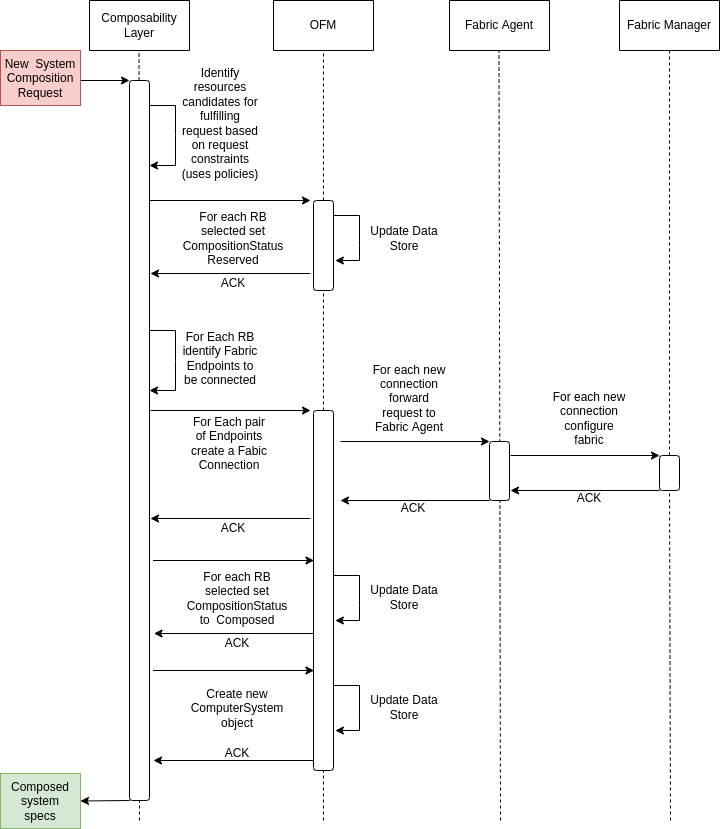 Composability
Layer
OFM
Fabric Agent
Fabric Manager
New System
Composition
Request
Identify
resources
candidates for
fulfilling
request based
on request
constraints
(uses policies)
For each RB
selected set
CompositionStatus
Reserved
Update Data
Store
ACK
For Each RB
identify Fabric
Endpoints to
be connected
For each new
connection
forward
request to
Fabric Agent
For each new
connection
configure
fabric
For Each pair
of Endpoints
create a Fabic
Connection
ACK
ACK
ACK
For each RB
selected set
CompositionStatus
to Composed
Update Data
Store
ACK
Create new
ComputerSystem
object
Update Data
Store
ACK
Composed
system
specs